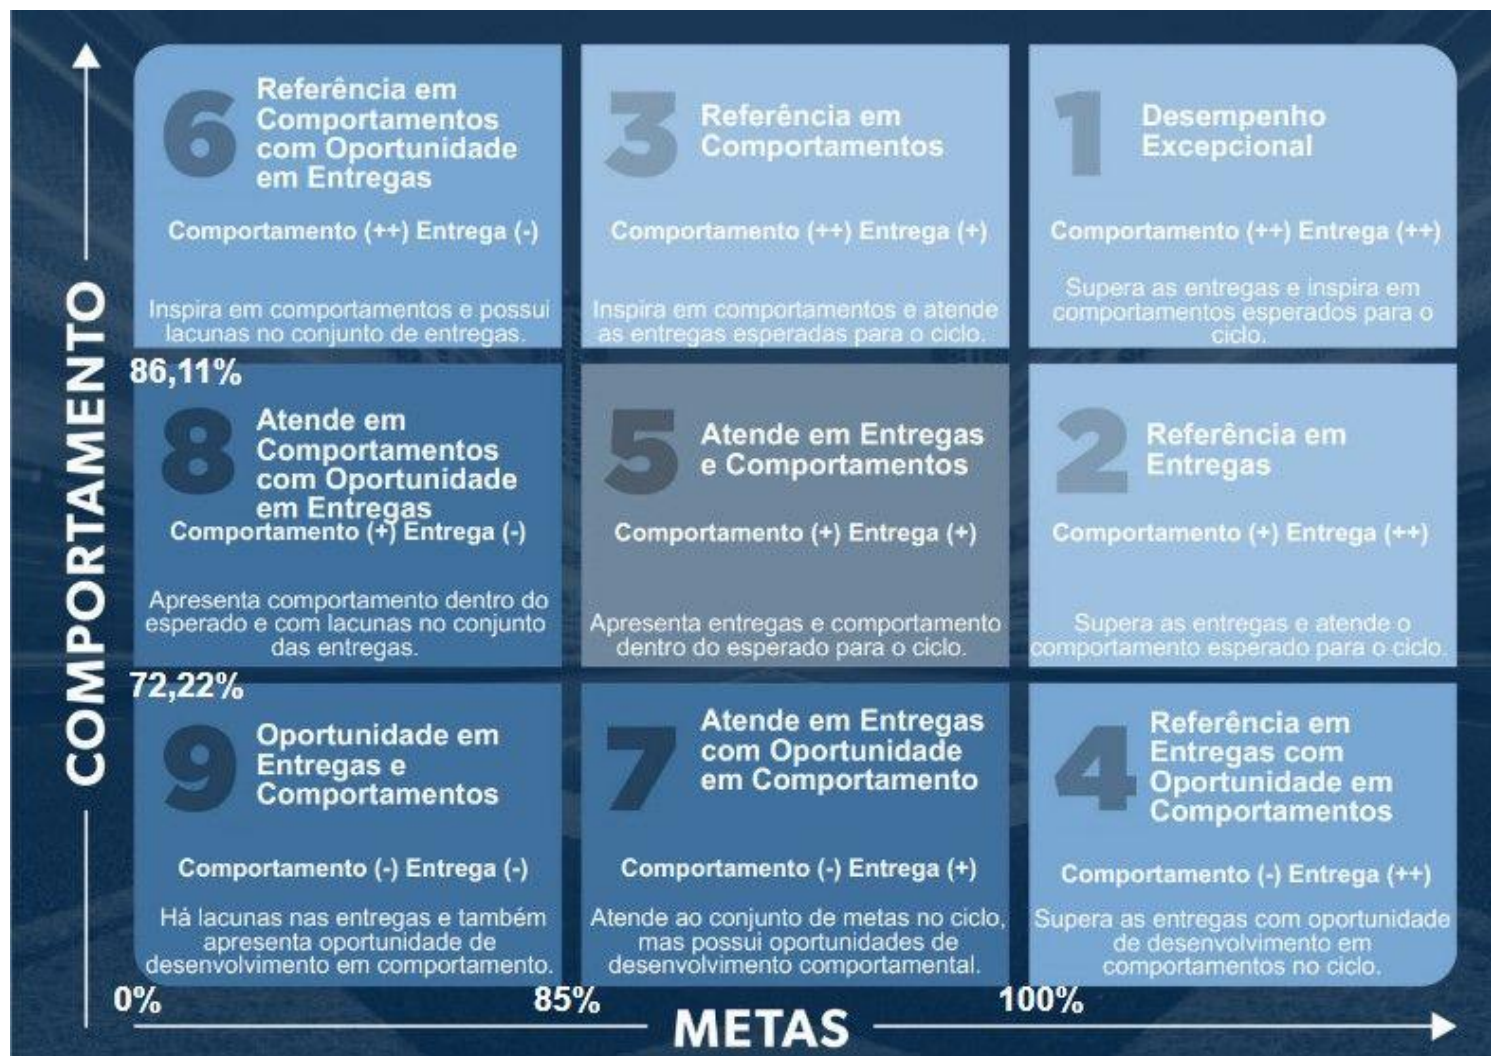 COMPORTAMENTO
6
Referência em
Comportamentos
com Oportunidade
em Entregas
Comportamento (++) Entrega (-)
Inspira em comportamentos e possui
lacunas no conjunto de entregas.
3
Referência em
Comportamentos
Comportamento (++) Entrega (+)
Inspira em comportamentos e atende
as entregas esperadas para o ciclo.
1
Desempenho
Excepcional
Comportamento (++) Entrega (++)
Supera as entregas e inspira em
comportamentos esperados para o
ciclo.
86,11%
8
Atende em
Comportamentos
com Oportunidade
em Entregas
Comportamento (+) Entrega (-)
Apresenta comportamento dentro do
esperado e com lacunas no conjunto
das entregas.
5
Atende em Entregas
e Comportamentos
Comportamento (+) Entrega (+)
Apresenta entregas e comportamento
dentro do esperado para o ciclo.
2
Referência em
Entregas
Comportamento (+) Entrega (++)
Supera as entregas e atende o
comportamento esperado para o ciclo.
72,22%
9
Oportunidade em
Entregas e
Comportamentos
Comportamento (-) Entrega (-)
Há lacunas nas entregas e também
apresenta oportunidade de
desenvolvimento em comportamento.
7
Atende em Entregas
com Oportunidade
em Comportamento
Comportamento (-) Entrega (+)
Atende ao conjunto de metas no ciclo,
mas possui oportunidades de
desenvolvimento comportamental.
4
Referência em
Entregas com
Oportunidade em
Comportamentos
Comportamento (-) Entrega (++)
Supera as entregas com oportunidade
de desenvolvimento em
comportamentos no ciclo.
0%
85%
100%
METAS